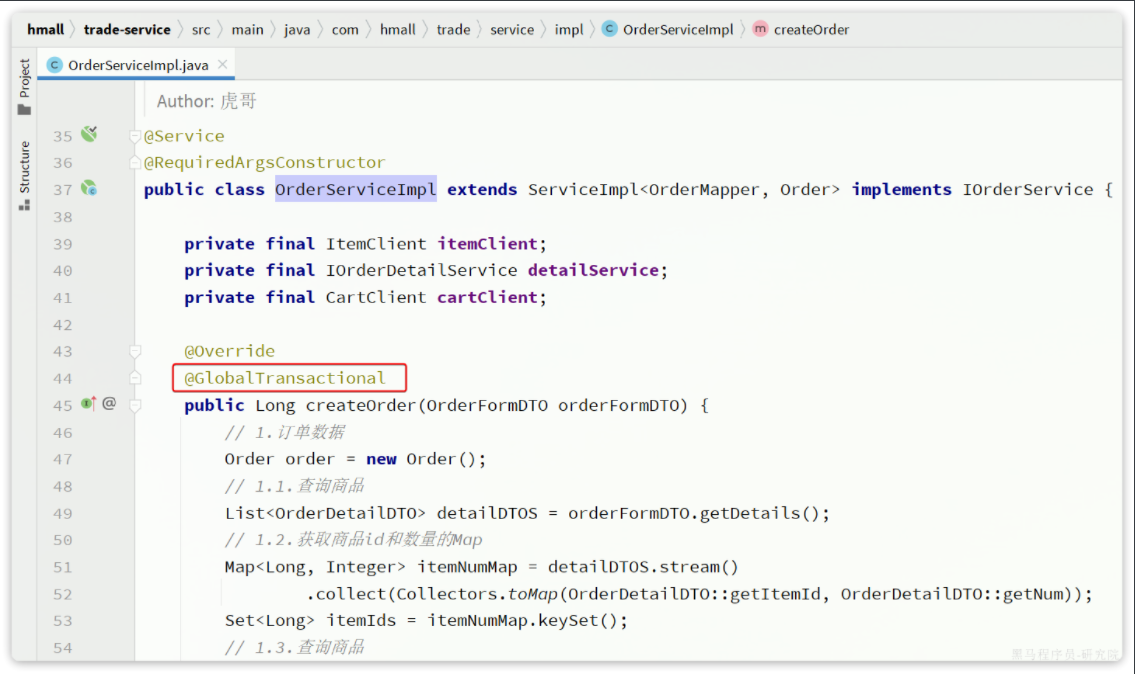 hmall trade-service src main java com hmall trade service impl OrderServiceImpl createOrder
Project
Structure
OrderServiceImpl.java
Author: 虎哥
35 @Service
36 @RequiredArgsConstructor
37 public class OrderServiceImpl extends ServiceImpl<OrderMapper, Order> implements IOrderService {
38
39 private final ItemClient itemClient;
40 private final IOrderDetailService detailService;
41 private final CartClient cartClient;
42
43 @Override
44 @GlobalTransactional
45 public Long createOrder(OrderFormDTO orderFormDTO) {
46 // 1.订单数据
47 Order order = new Order();
48 // 1.1.查询商品
49 List<OrderDetailDTO> detailDTOS = orderFormDTO.getDetails();
50 // 1.2.获取商品id和数量的Map
51 Map<Long, Integer> itemNumMap = detailDTOS.stream()
52 .collect(Collectors.toMap(OrderDetailDTO::getItemId, OrderDetailDTO::getNum));
53 Set<Long> itemIds = itemNumMap.keySet();
54 // 1.3.查询商品
黑马程序员-研究院